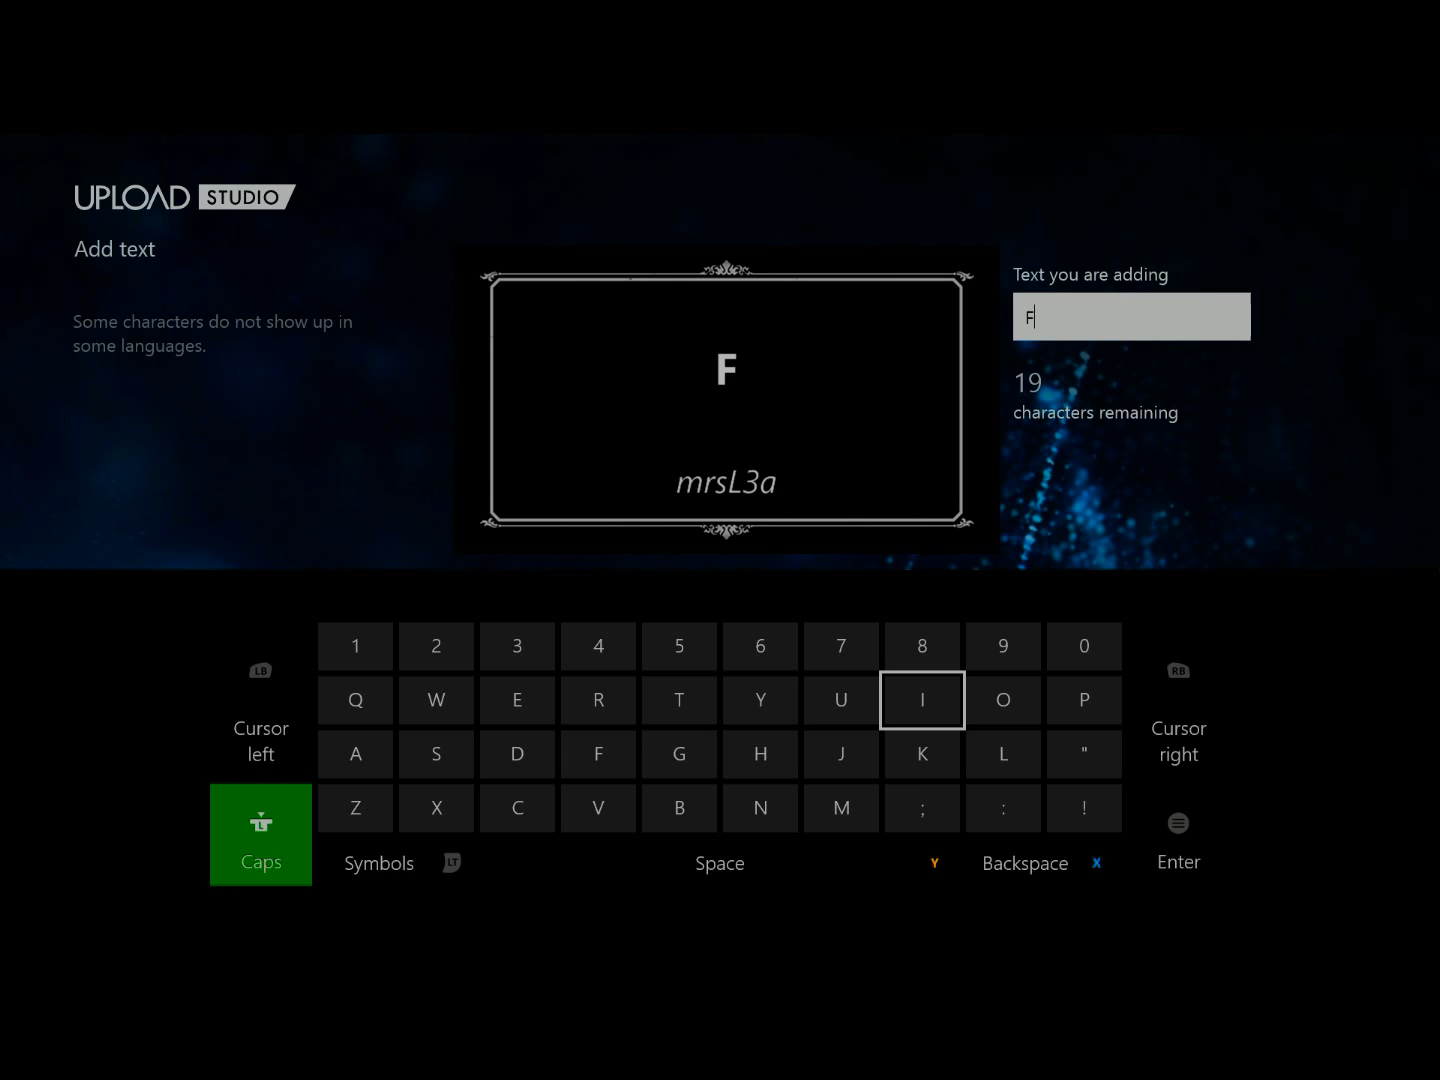 UPLOAD STUDIO
Add text
Some characters do not show up in
some languages.
F
mrsL3a
Text you are adding
F
19
characters remaining
1 2 3 4 5 6 7 8 9 0
LB
RB
Q W E R T Y U I O P
Cursor
left
Cursor
right
A S D F G H J K L "
Z X C V B N M ; : !
L
Caps
Symbols LT
Space Y
Backspace X
Enter